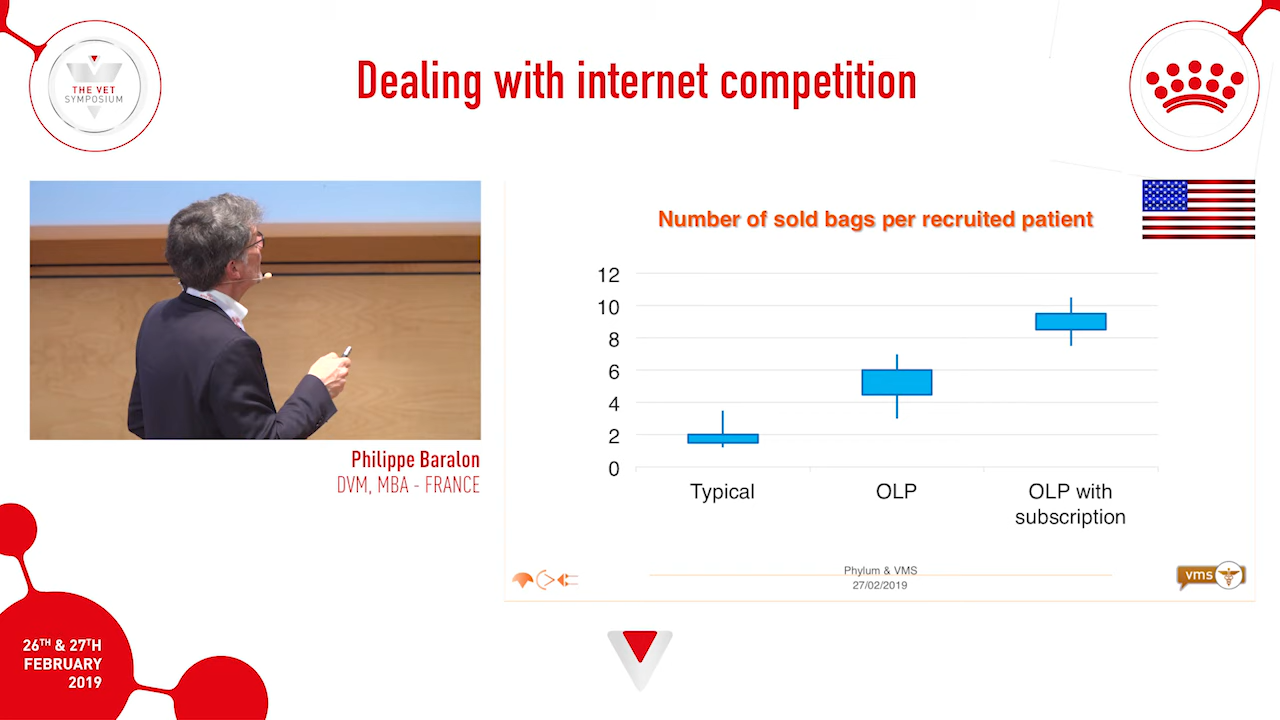 THE VET
SYMPOSIUM
Dealing with internet competition
Philippe Baralon
DVM, MBA - FRANCE
Number of sold bags per recruited patient
12
10
8
6
4
2
0
Typical
OLP
OLP with
subscription
Phylum & VMS
27/02/2019
vms
26TH & 27TH
FEBRUARY
2019